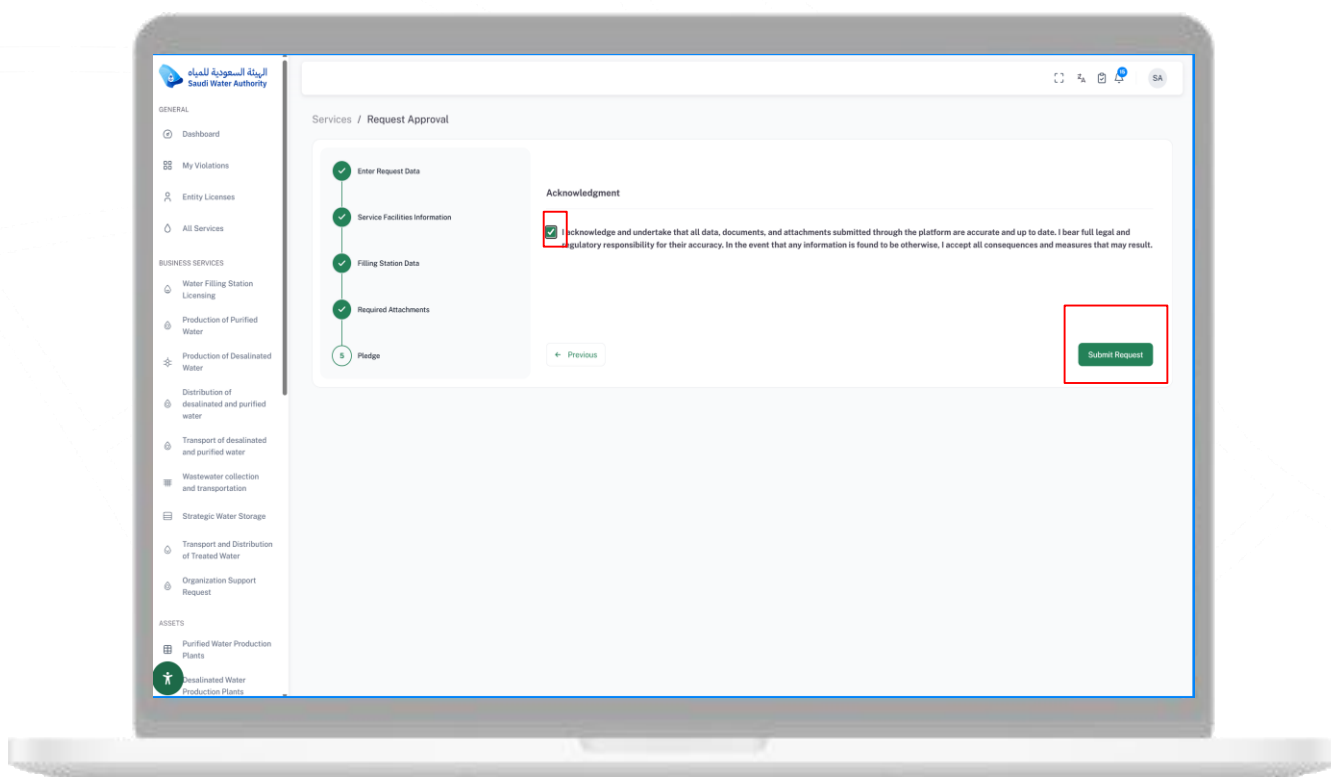 الهيئة السعودية للمياه
Saudi Water Authority
16
SA
GENERAL
Dashboard
My Violations
Entity Licenses
All Services
BUSINESS SERVICES
Water Filling Station
Licensing
Production of Purified
Water
Production of Desalinated
Water
Distribution of
desalinated and purified
water
Transport of desalinated
and purified water
Wastewater collection
and transportation
Strategic Water Storage
Transport and Distribution
of Treated Water
Organization Support
Request
ASSETS
Purified Water Production
Plants
Desalinated Water
Production Plants
Services / Request Approval
Enter Request Data
Service Facilities Information
Filling Station Data
Required Attachments
5 Pledge
Acknowledgment
I acknowledge and undertake that all data, documents, and attachments submitted through the platform are accurate and up to date. I bear full legal and
regulatory responsibility for their accuracy. In the event that any information is found to be otherwise, I accept all consequences and measures that may result.
← Previous
Submit Request